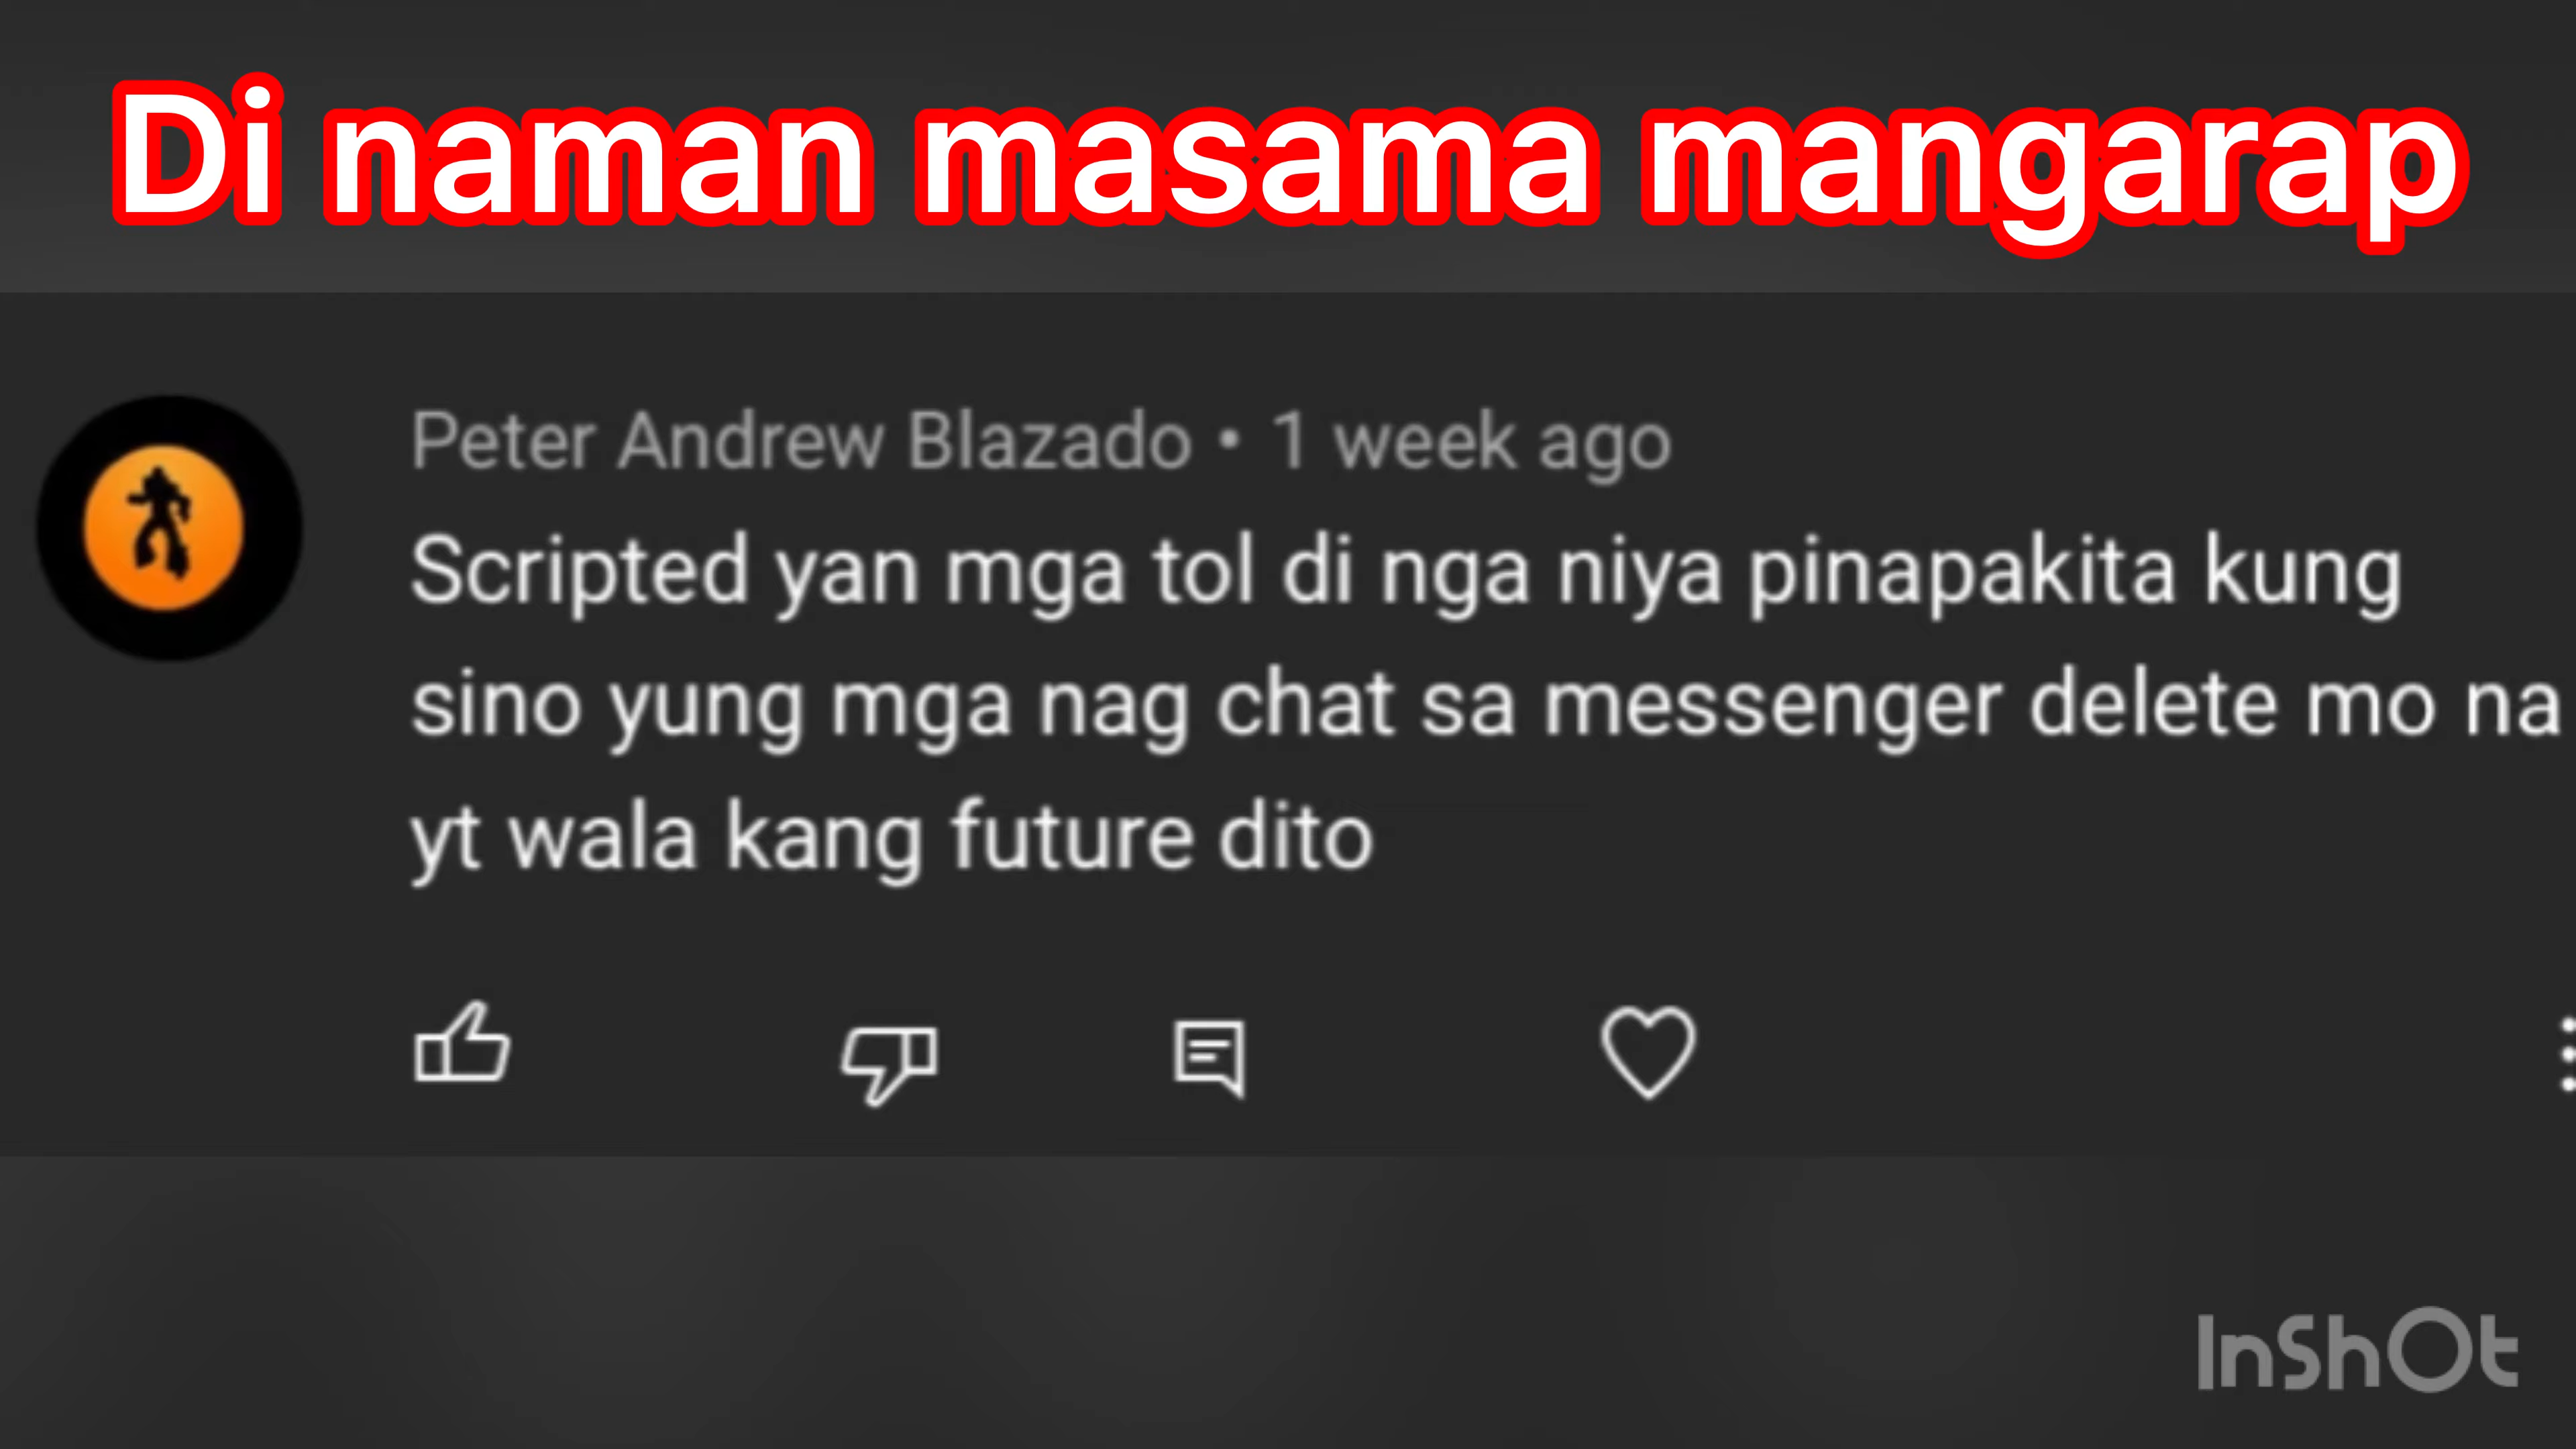 Di naman masama mangarap
Peter Andrew Blazado • 1 week ago
Scripted yan mga tol di nga niya pinapakita kung
sino yung mga nag chat sa messenger delete mo na
yt wala kang future dito
InShOt